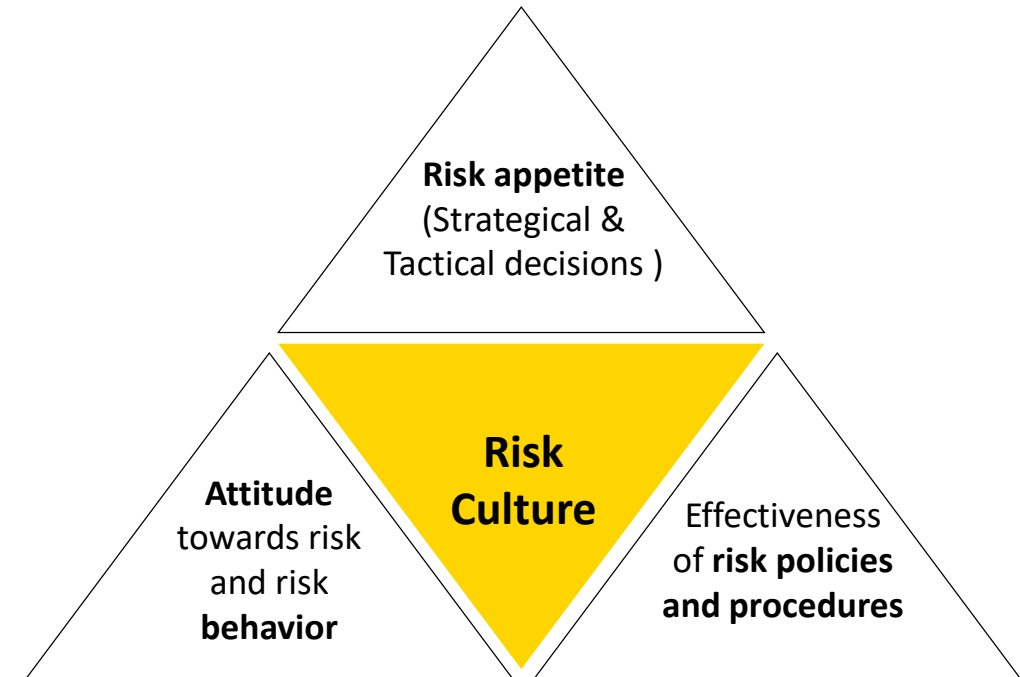 Risk appetite
(Strategical &
Tactical decisions )
Risk
Culture
Attitude
towards risk
and risk
behavior
Effectiveness
of risk policies
and procedures